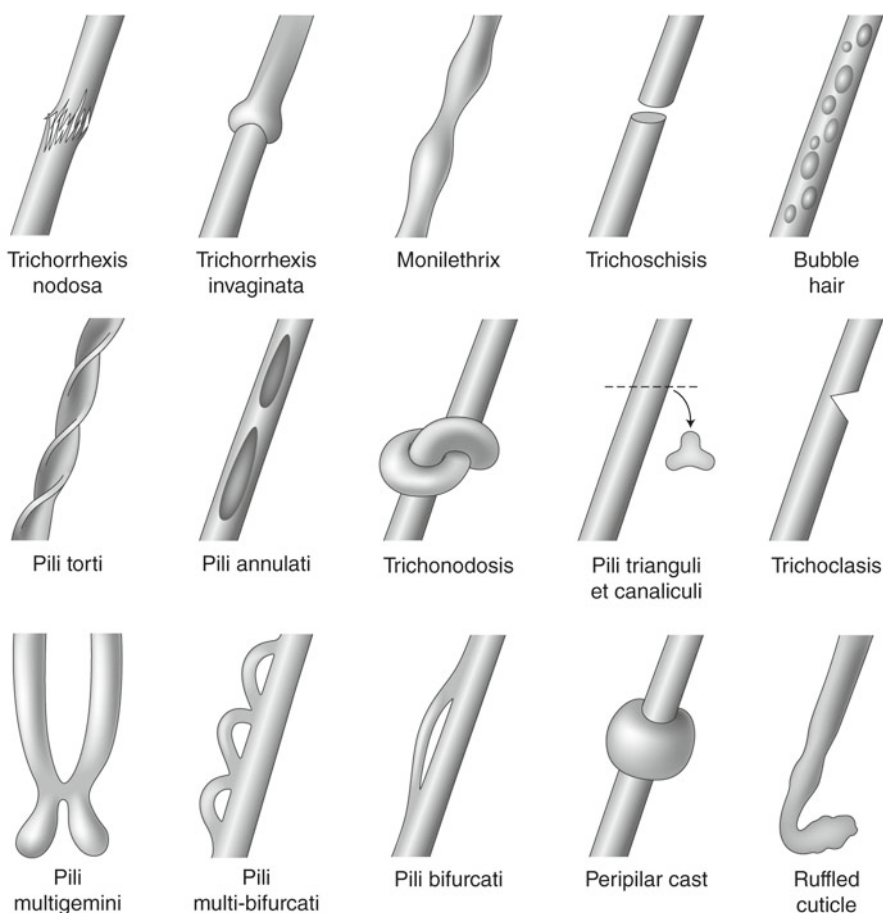 Trichorrhexis
nodosa
Trichorrhexis
invaginata
Monilethrix
Trichoschisis
Bubble
hair
Pili torti
Pili annulati
Trichonodosis
Pili trianguli
et canaliculi
Trichoclasis
Pili
multigemini
Pili
multi-bifurcati
Pili bifurcati
Peripilar cast
Ruffled
cuticle